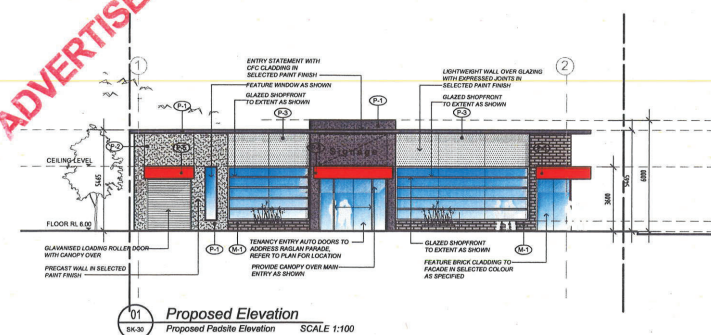 ADVERTISE
1
2
ENTRY STATEMENT WITH
CFC CLADDING IN
SELECTED PAINT FINISH
FEATURE WINDOW AS SHOWN
GLAZED SHOPFRONT
TO EXTENT AS SHOWN
LIGHTWEIGHT WALL OVER GLAZING
WITH EXPRESSED JOINTS IN
SELECTED PAINT FINISH
GLAZED SHOPFRONT
TO EXTENT AS SHOWN
P-1
P-1
P-3
P-3
P-2
Signage
CEILING LEVEL
5465
3600
5465
6000
FLOOR RL 6.00
P-1
M-1
M-1
GLAVANISED LOADING ROLLER DOOR
WITH CANOPY OVER
PRECAST WALL IN SELECTED
PAINT FINISH
TENANCY ENTRY AUTO DOORS TO
ADDRESS RAGLAN PARADE,
REFER TO PLAN FOR LOCATION
PROVIDE CANOPY OVER MAIN
ENTRY AS SHOWN
GLAZED SHOPFRONT
TO EXTENT AS SHOWN
FEATURE BRICK CLADDING TO
FACADE IN SELECTED COLOUR
AS SPECIFIED
01
SK-30
Proposed Elevation
Proposed Padsite Elevation SCALE 1:100